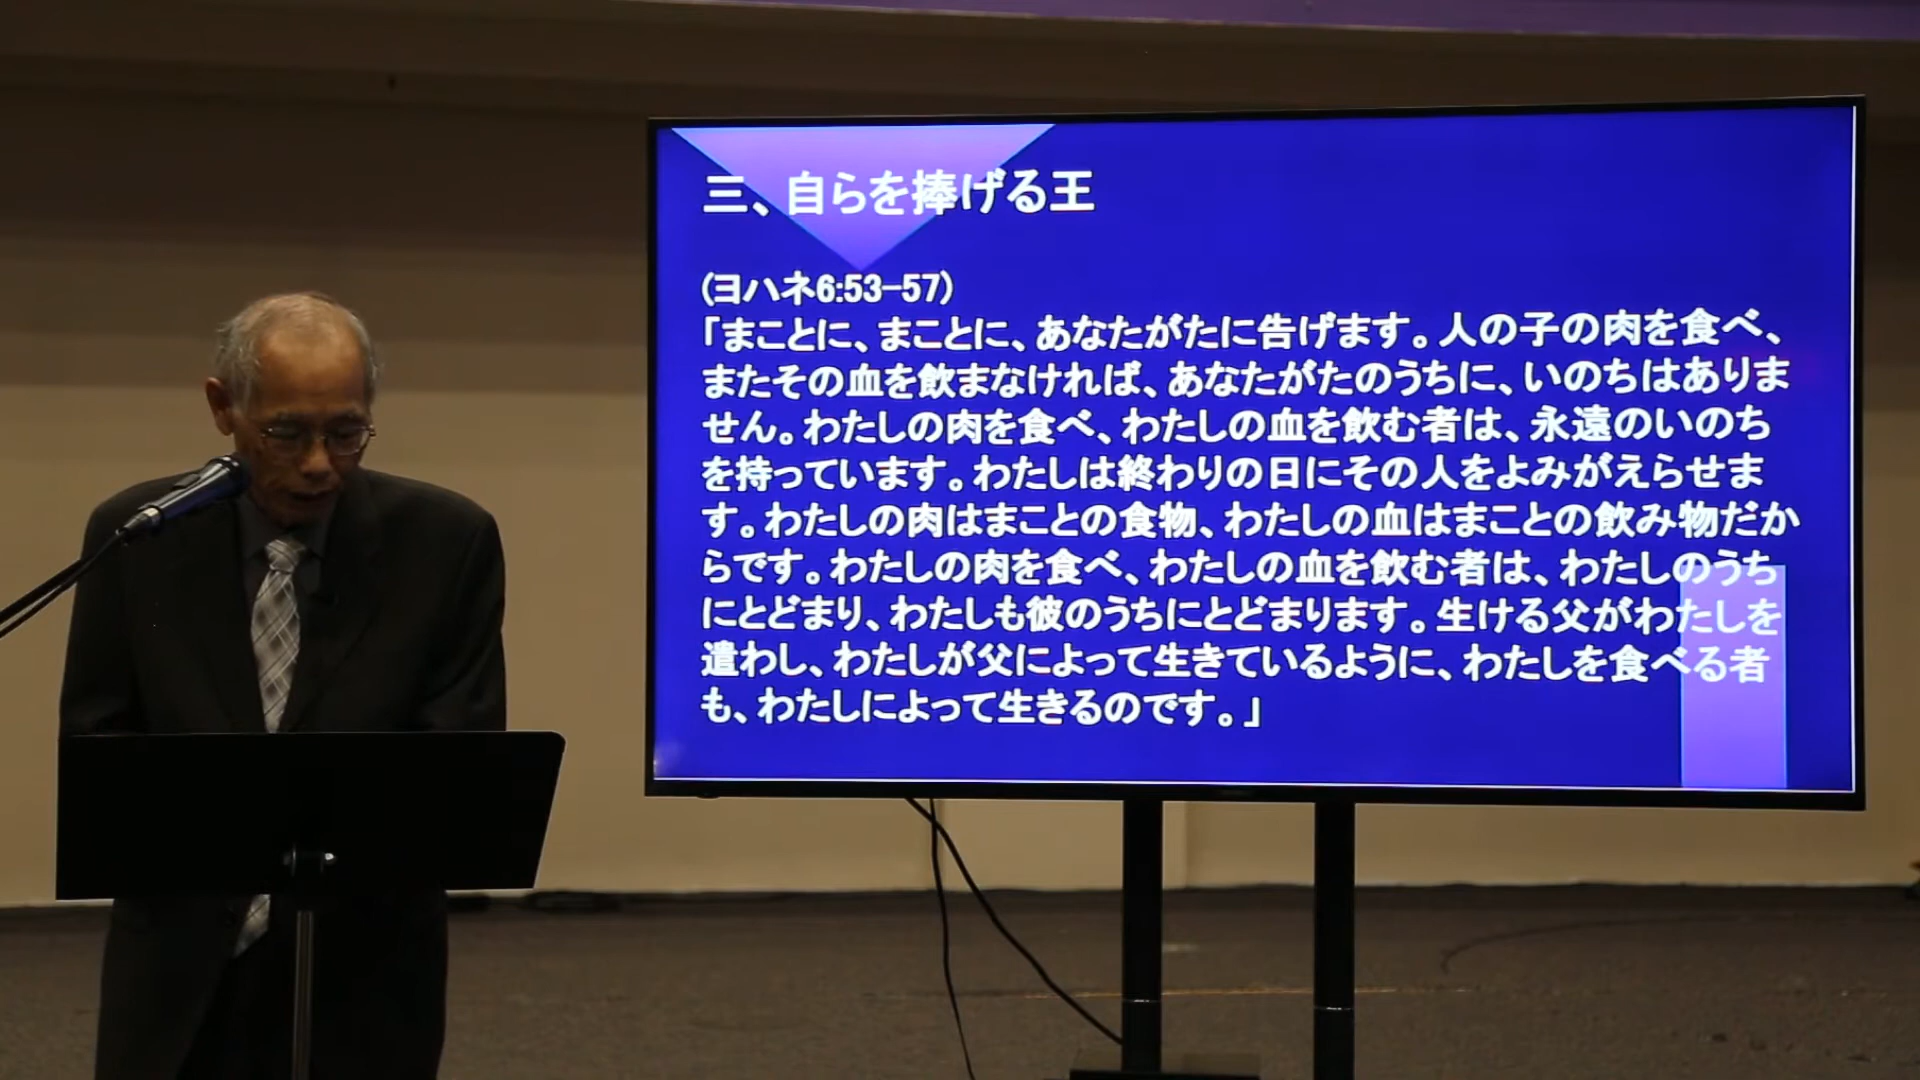 三、自らを捧げる王
(ヨハネ6:53-57)
「まことに、まことに、あなたがたに告げます。人の子の肉を食べ、
またその血を飲まなければ、あなたがたのうちに、いのちはありま
せん。わたしの肉を食べ、わたしの血を飲む者は、永遠のいのち
を持っています。わたしは終わりの日にその人をよみがえらせま
す。わたしの肉はまことの食物、わたしの血はまことの飲み物だか
らです。わたしの肉を食べ、わたしの血を飲む者は、わたしのうち
にとどまり、わたしも彼のうちにとどまります。生ける父がわたしを
遣わし、わたしが父によって生きているように、わたしを食べる者
も、わたしによって生きるのです。」